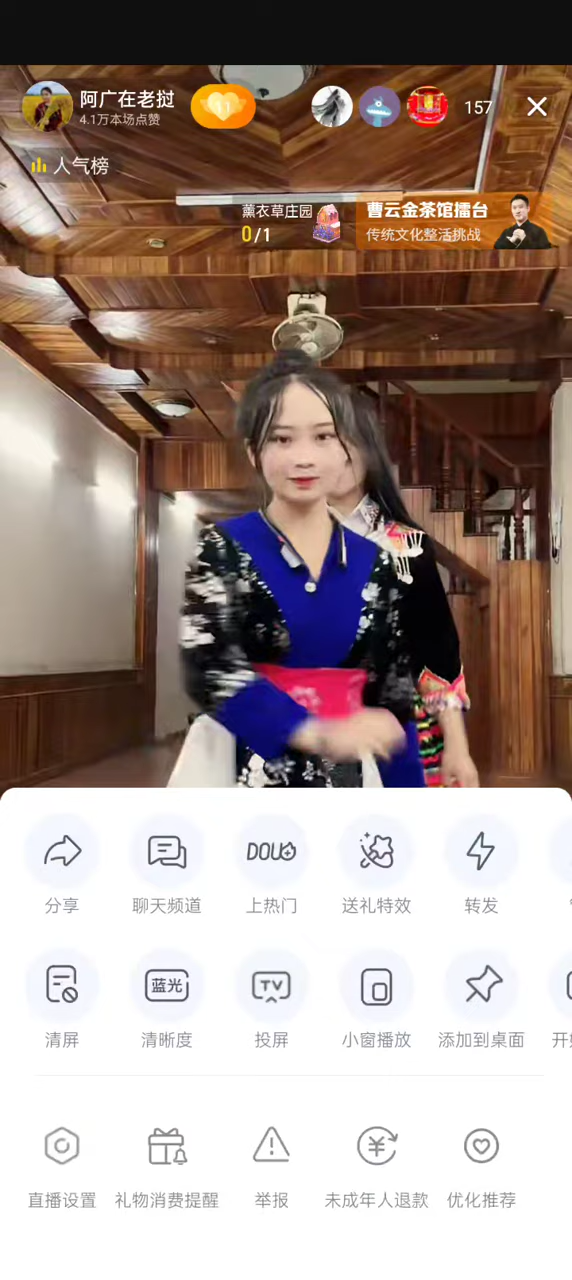 阿广在老挝
4.1万本场点赞
11
157
人气榜
薰衣草庄园
0/1
曹云金茶馆擂台
传统文化整活挑战
分享
聊天频道
DOU+
上热门
送礼特效
转发
清屏
蓝光
清晰度
TV
投屏
小窗播放
添加到桌面
开始
直播设置
礼物消费提醒
举报
未成年人退款
优化推荐